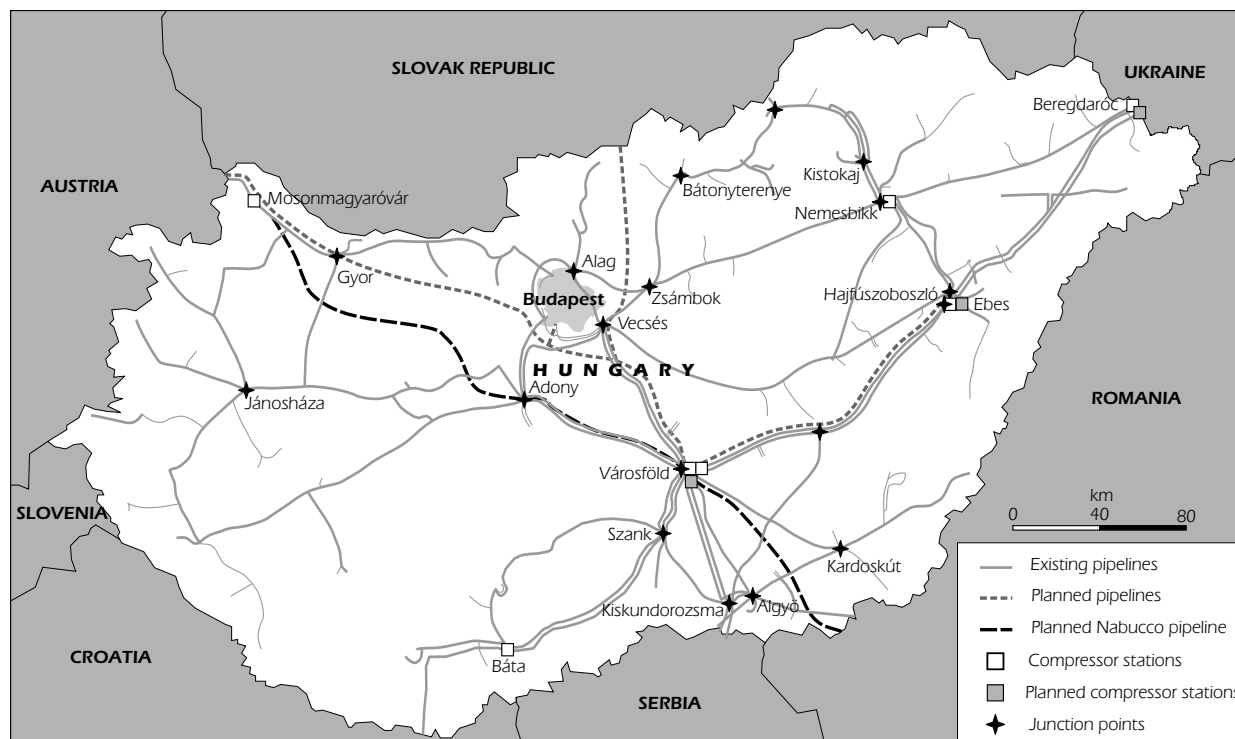 SLOVAK REPUBLIC
UKRAINE
Beregdaróc
AUSTRIA
Mosonmagyaróvár
Bátonyterenye
Kistokaj
Nemesbikk
Gyor
Alag
Budapest
Zsámbok
Vecsés
Hajfúszoboszló
Ebes
HUNGARY
Adony
Jánosháza
ROMANIA
Városföld
SLOVENIA
Szank
Kardoskút
Kiskundorozsma
Algyö
CROATIA
Báta
SERBIA
km
0 40 80
Existing pipelines
Planned pipelines
Planned Nabucco pipeline
Compressor stations
Planned compressor stations
Junction points